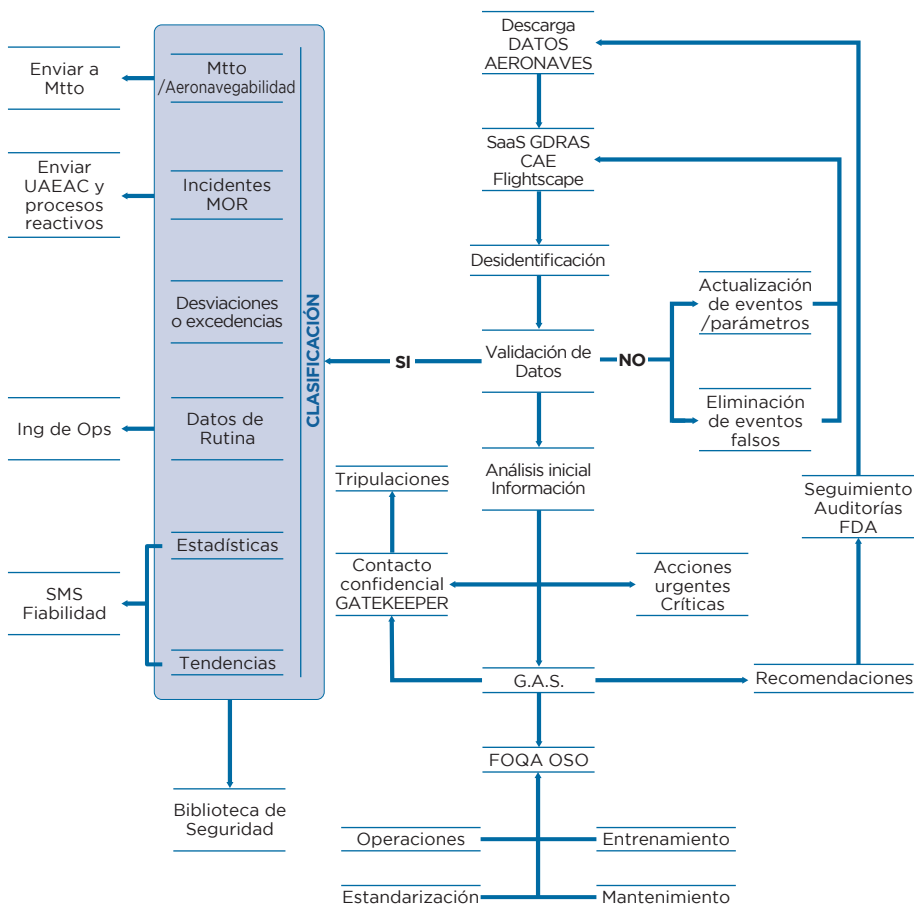 Descarga
DATOS
AERONAVES
Enviar a
Mtto
Mtto
/Aeronavegabilidad
SaaS GDRAS
CAE
Flightscape
Enviar
UAEAC y
procesos
reactivos
Incidentes
MOR
Desidentificación
Actualización
de eventos
/parámetros
Desviaciones
o excedencias
CLASIFICACIÓN
SI
Validación de
Datos
NO
Eliminación
de eventos
falsos
Ing de Ops
Datos de
Rutina
Análisis inicial
Información
Tripulaciones
Seguimiento
Auditorías
FDA
Estadísticas
Contacto
confidencial
GATEKEEPER
Acciones
urgentes
Críticas
SMS
Fiabilidad
Tendencias
G.A.S.
Recomendaciones
FOQA OSO
Biblioteca de
Seguridad
Operaciones
Entrenamiento
Estandarización
Mantenimiento